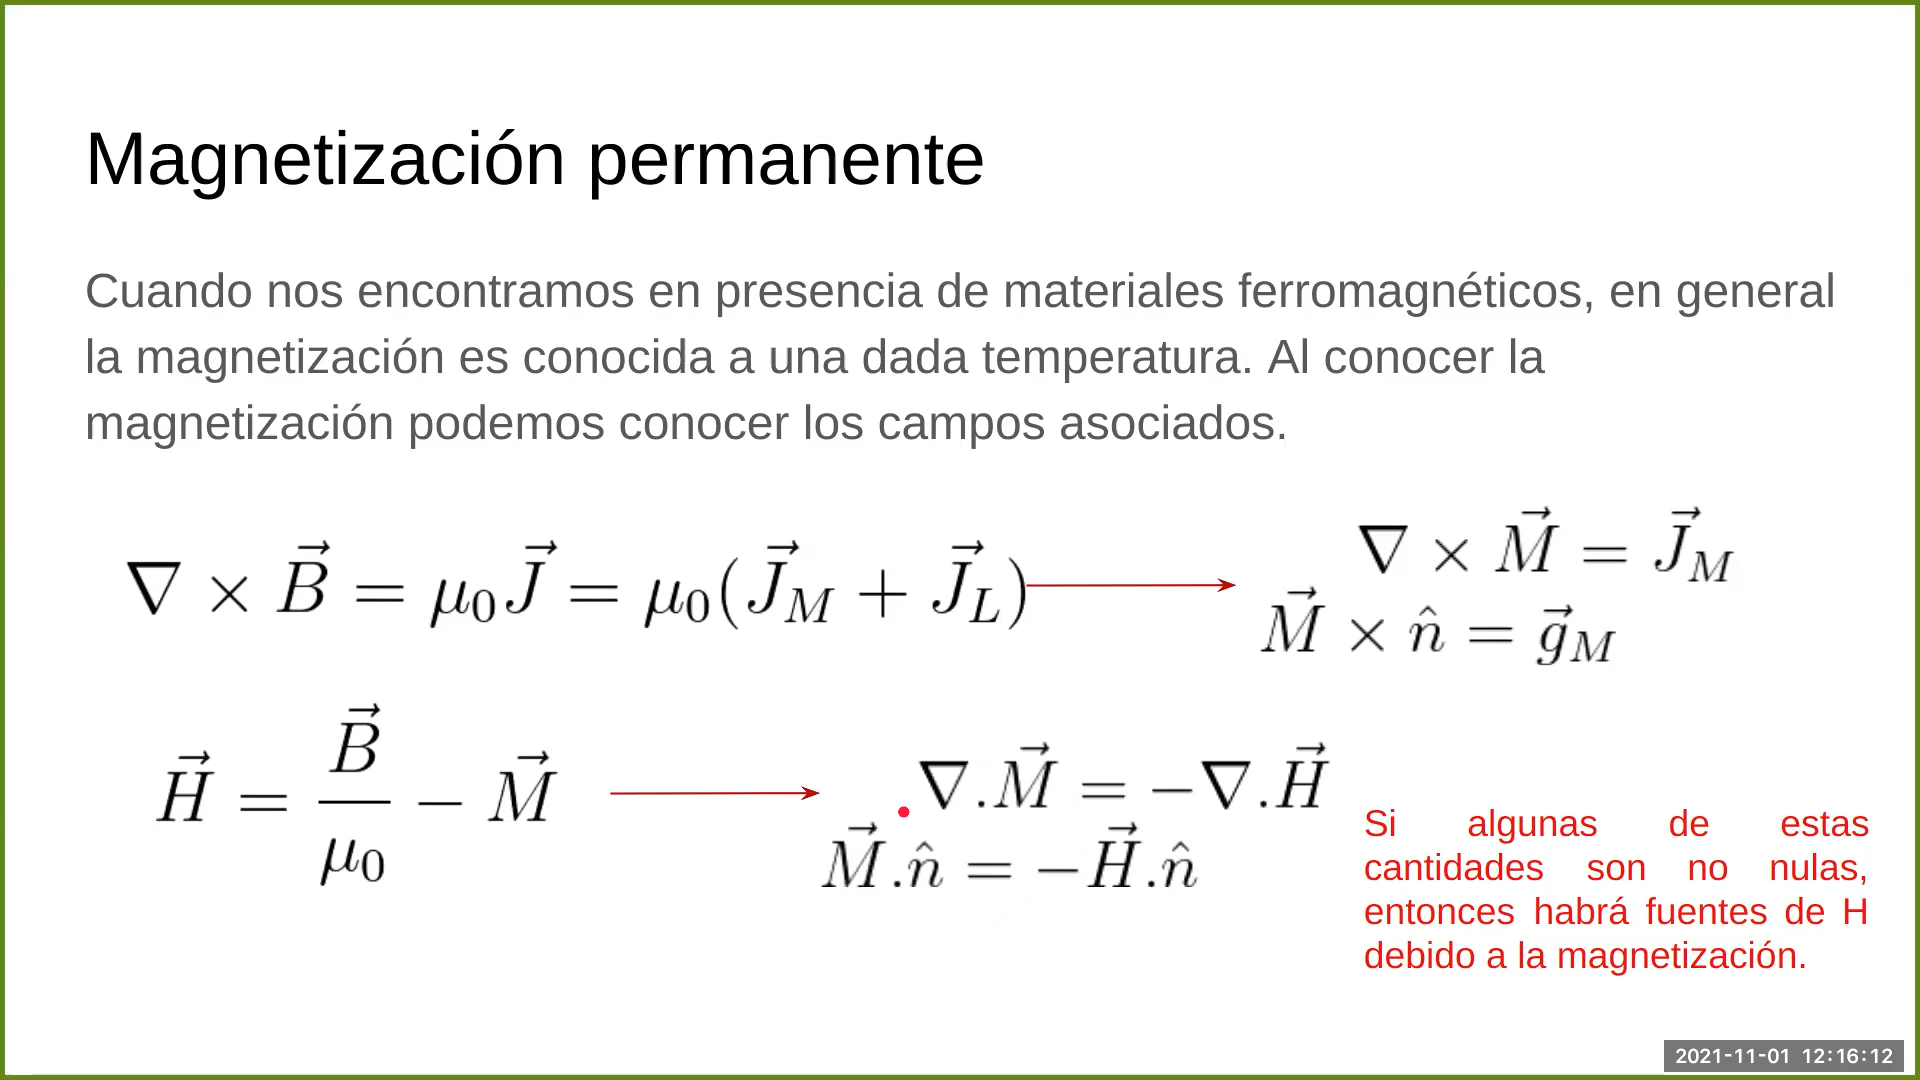 Magnetización permanente
Cuando nos encontramos en presencia de materiales ferromagnéticos, en general
la magnetización es conocida a una dada temperatura. Al conocer la
magnetización podemos conocer los campos asociados.
∇ × B⃗ = μ₀J⃗ = μ₀(J⃗_M + J⃗_L)
∇ × M⃗ = J⃗_M
M⃗ × n̂ = g⃗_M
H⃗ = B⃗/μ₀ − M⃗
∇.M⃗ = −∇.H⃗
M⃗.n̂ = −H⃗.n̂
Si algunas de estas
cantidades son no nulas,
entonces habrá fuentes de H
debido a la magnetización.
2021-11-01 12:16:12